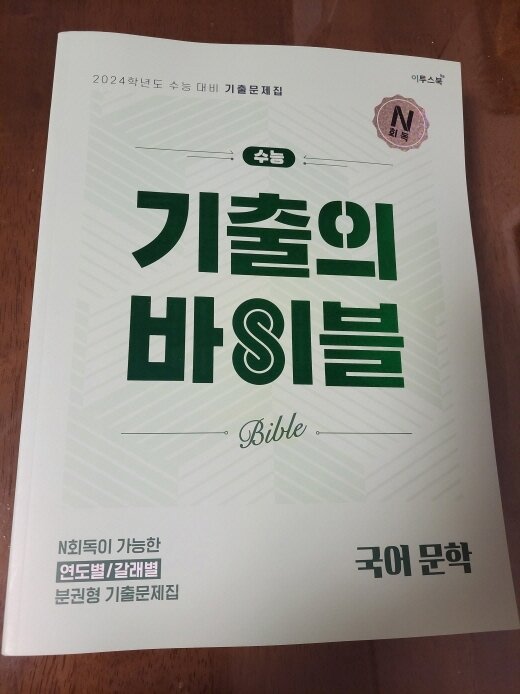 2024학년도 수능 대비 기출문제집
이투스북
N
회독
수능
기출의
바이블
Bible
N회독이 가능한
연도별/갈래별
분권형 기출문제집
국어 문학